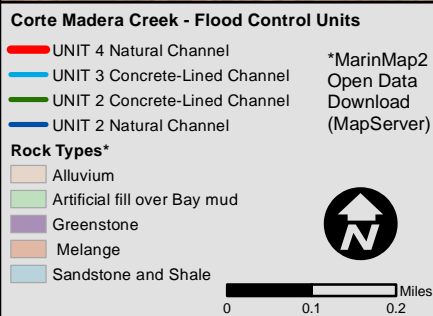 Corte Madera Creek - Flood Control Units
UNIT 4 Natural Channel
UNIT 3 Concrete-Lined Channel
UNIT 2 Concrete-Lined Channel
UNIT 2 Natural Channel
*MarinMap2
Open Data
Download
(MapServer)
Rock Types*
Alluvium
Artificial fill over Bay mud
Greenstone
Melange
Sandstone and Shale
N
Miles
0 0.1 0.2